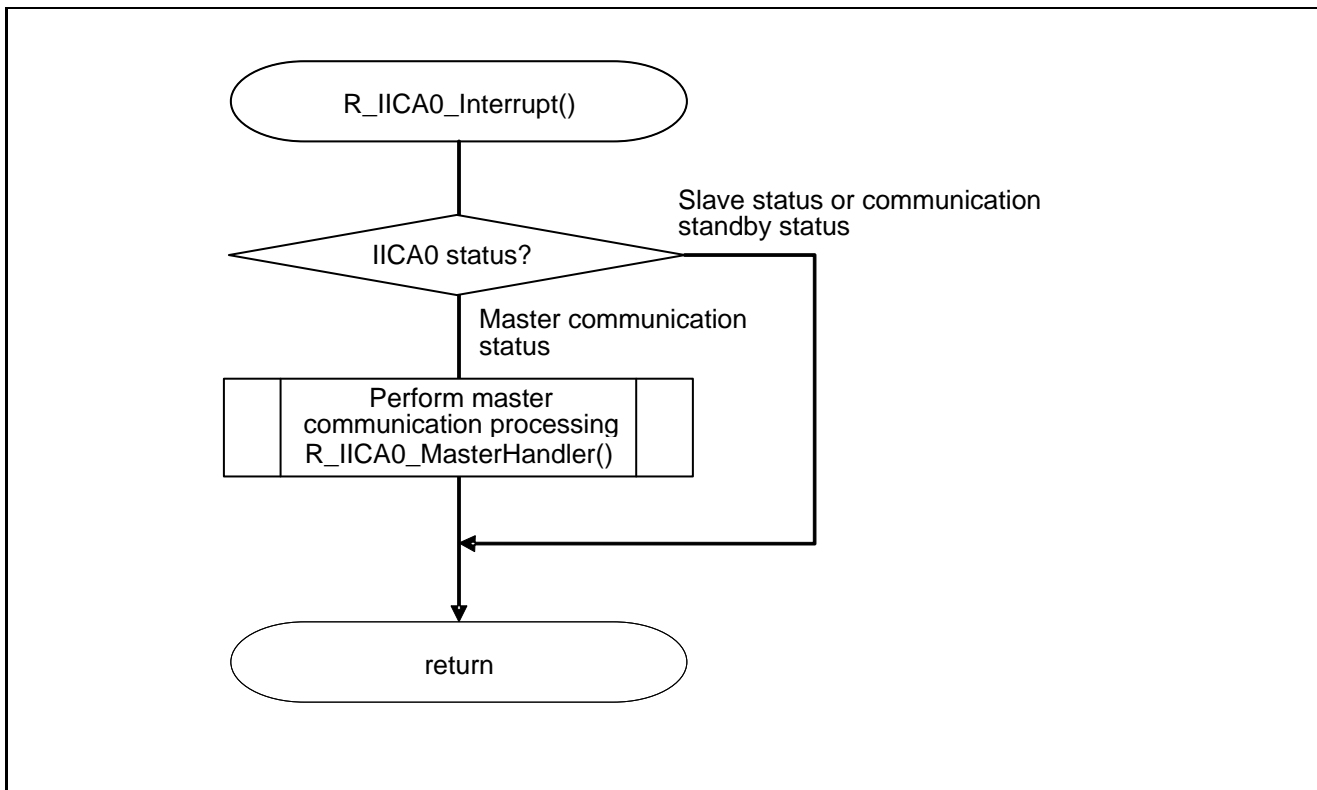 R_IICA0_Interrupt()
Slave status or communication
standby status
IICA0 status?
Master communication
status
Perform master
communication processing
R_IICA0_MasterHandler()
return